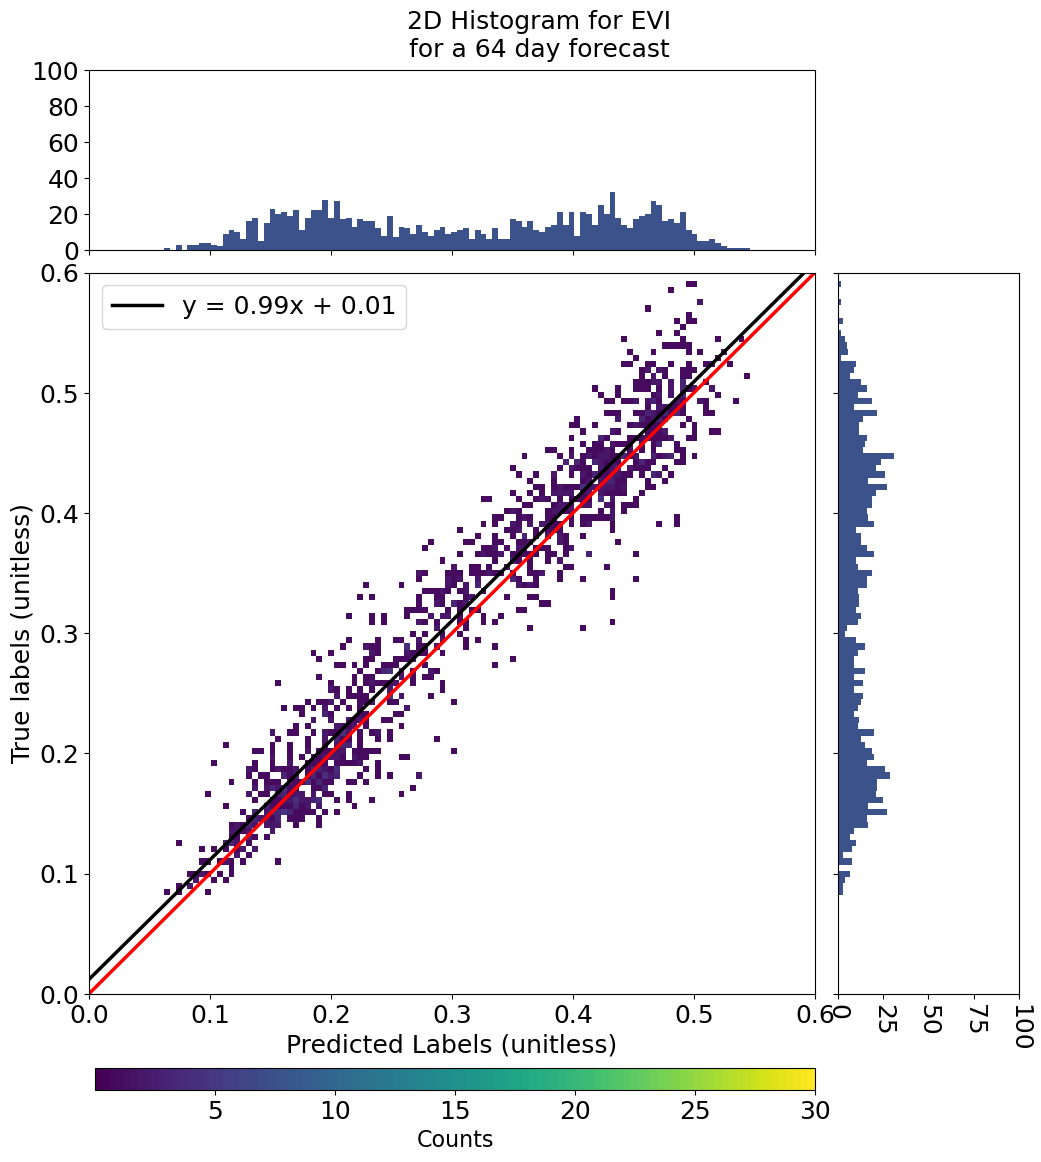 2D Histogram for EVI
for a 64 day forecast
100
80
60
40
20
0
0.6
0.5
0.4
0.3
0.2
0.1
0.0
True labels (unitless)
y = 0.99x + 0.01
0.0 0.1 0.2 0.3 0.4 0.5 0.6
Predicted Labels (unitless)
0 25 50 75 100
5 10 15 20 25 30
Counts